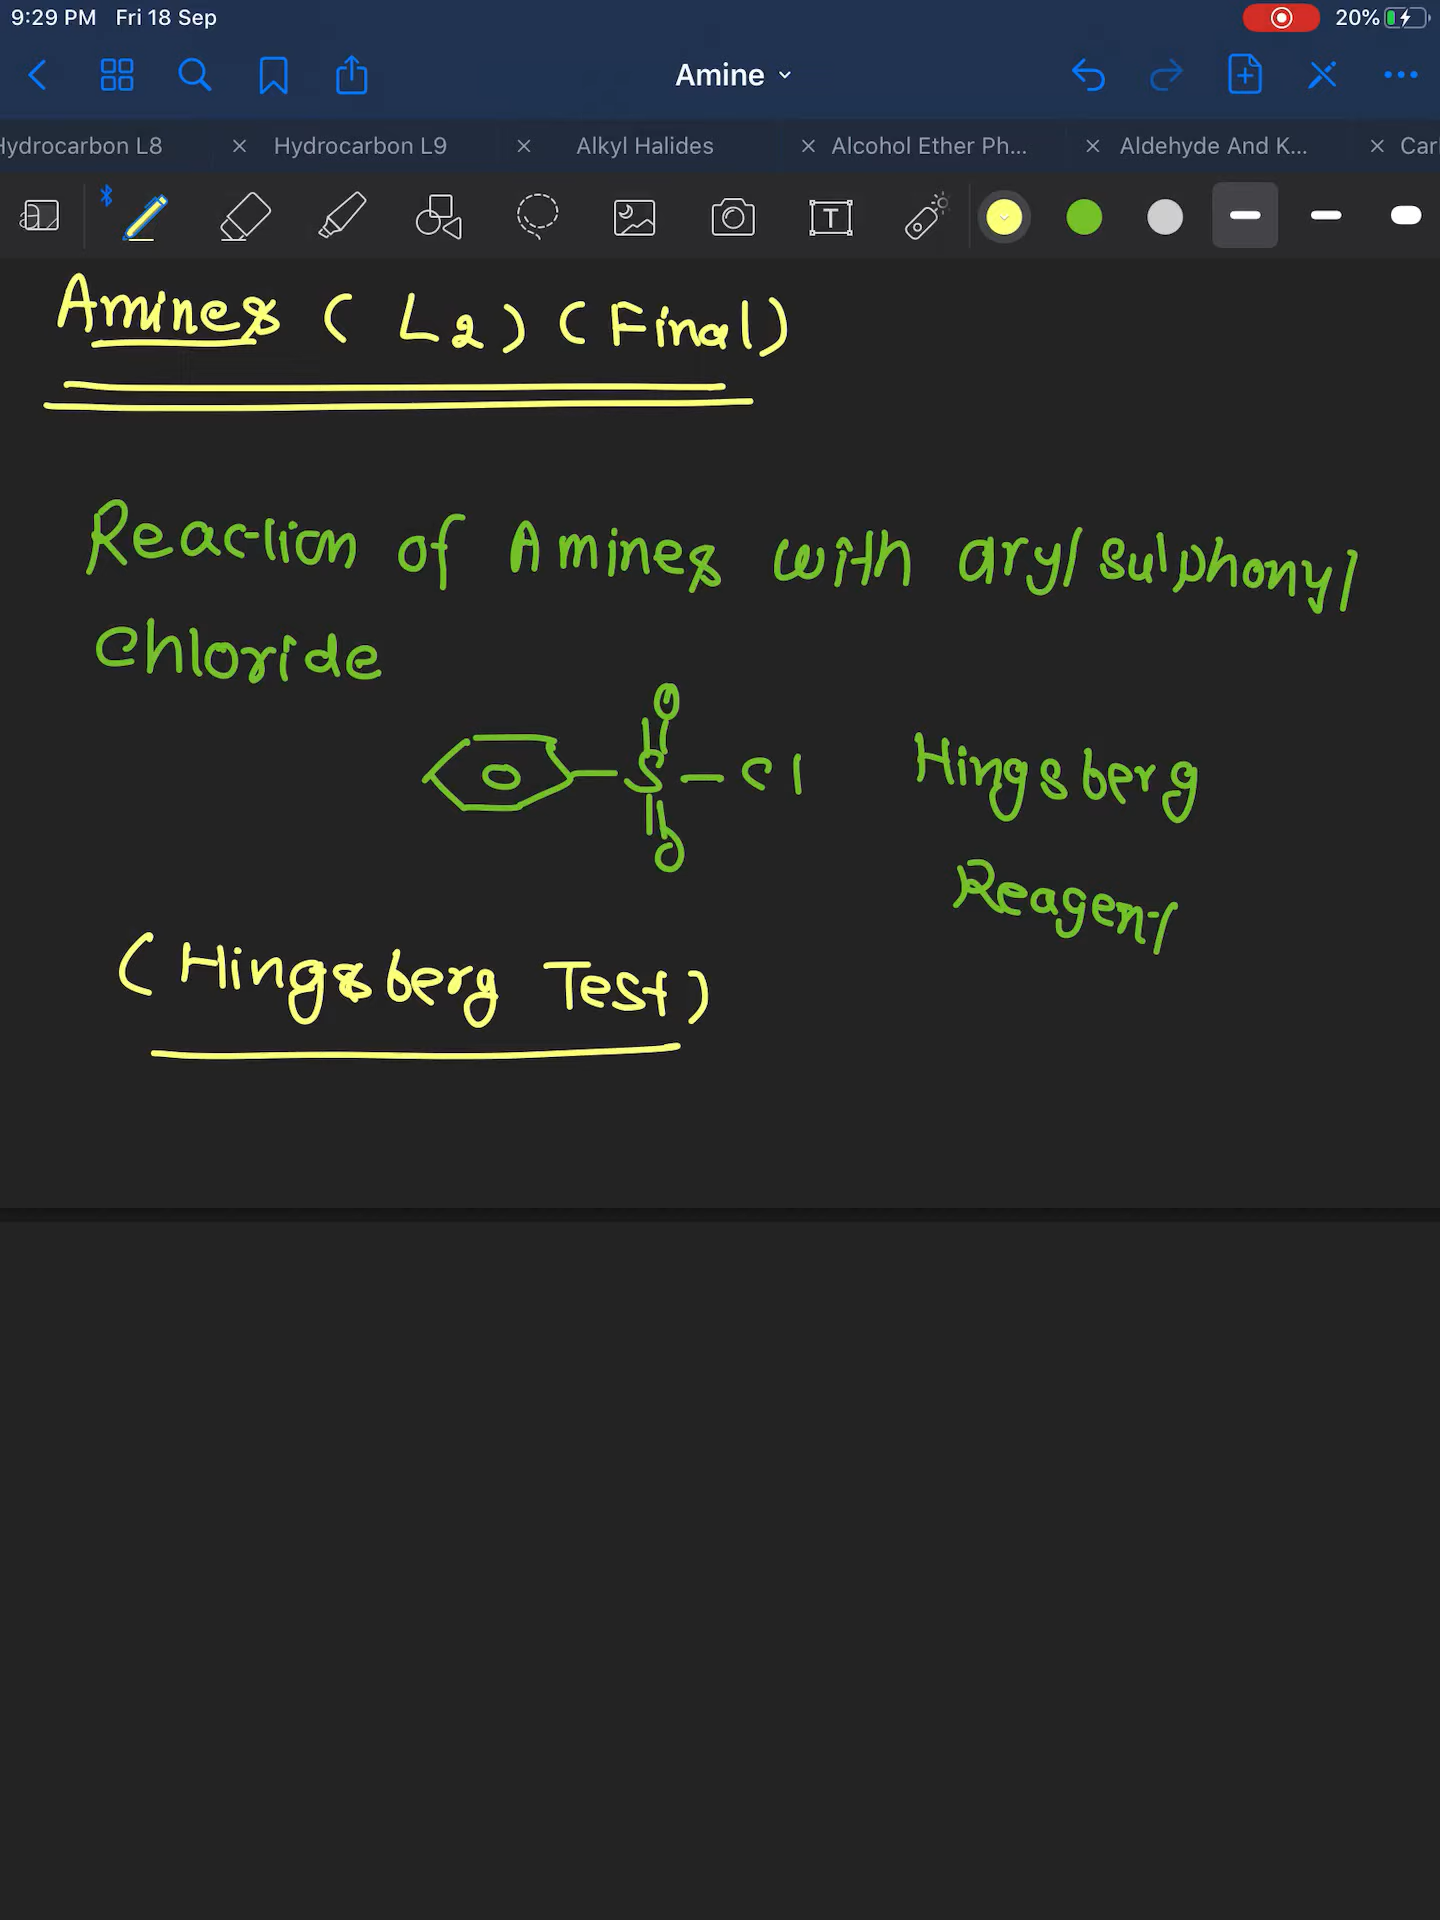 9:29 PM Fri 18 Sep 20%
Amine
Hydrocarbon L8 Hydrocarbon L9 Alkyl Halides Alcohol Ether Ph... Aldehyde And K... Car
T
Amines (L2) (Final)
Reaction of Amines with aryl sulphonyl
Chloride
O
S - Cl Hingsberg
O
Reagent
(Hingsberg Test)